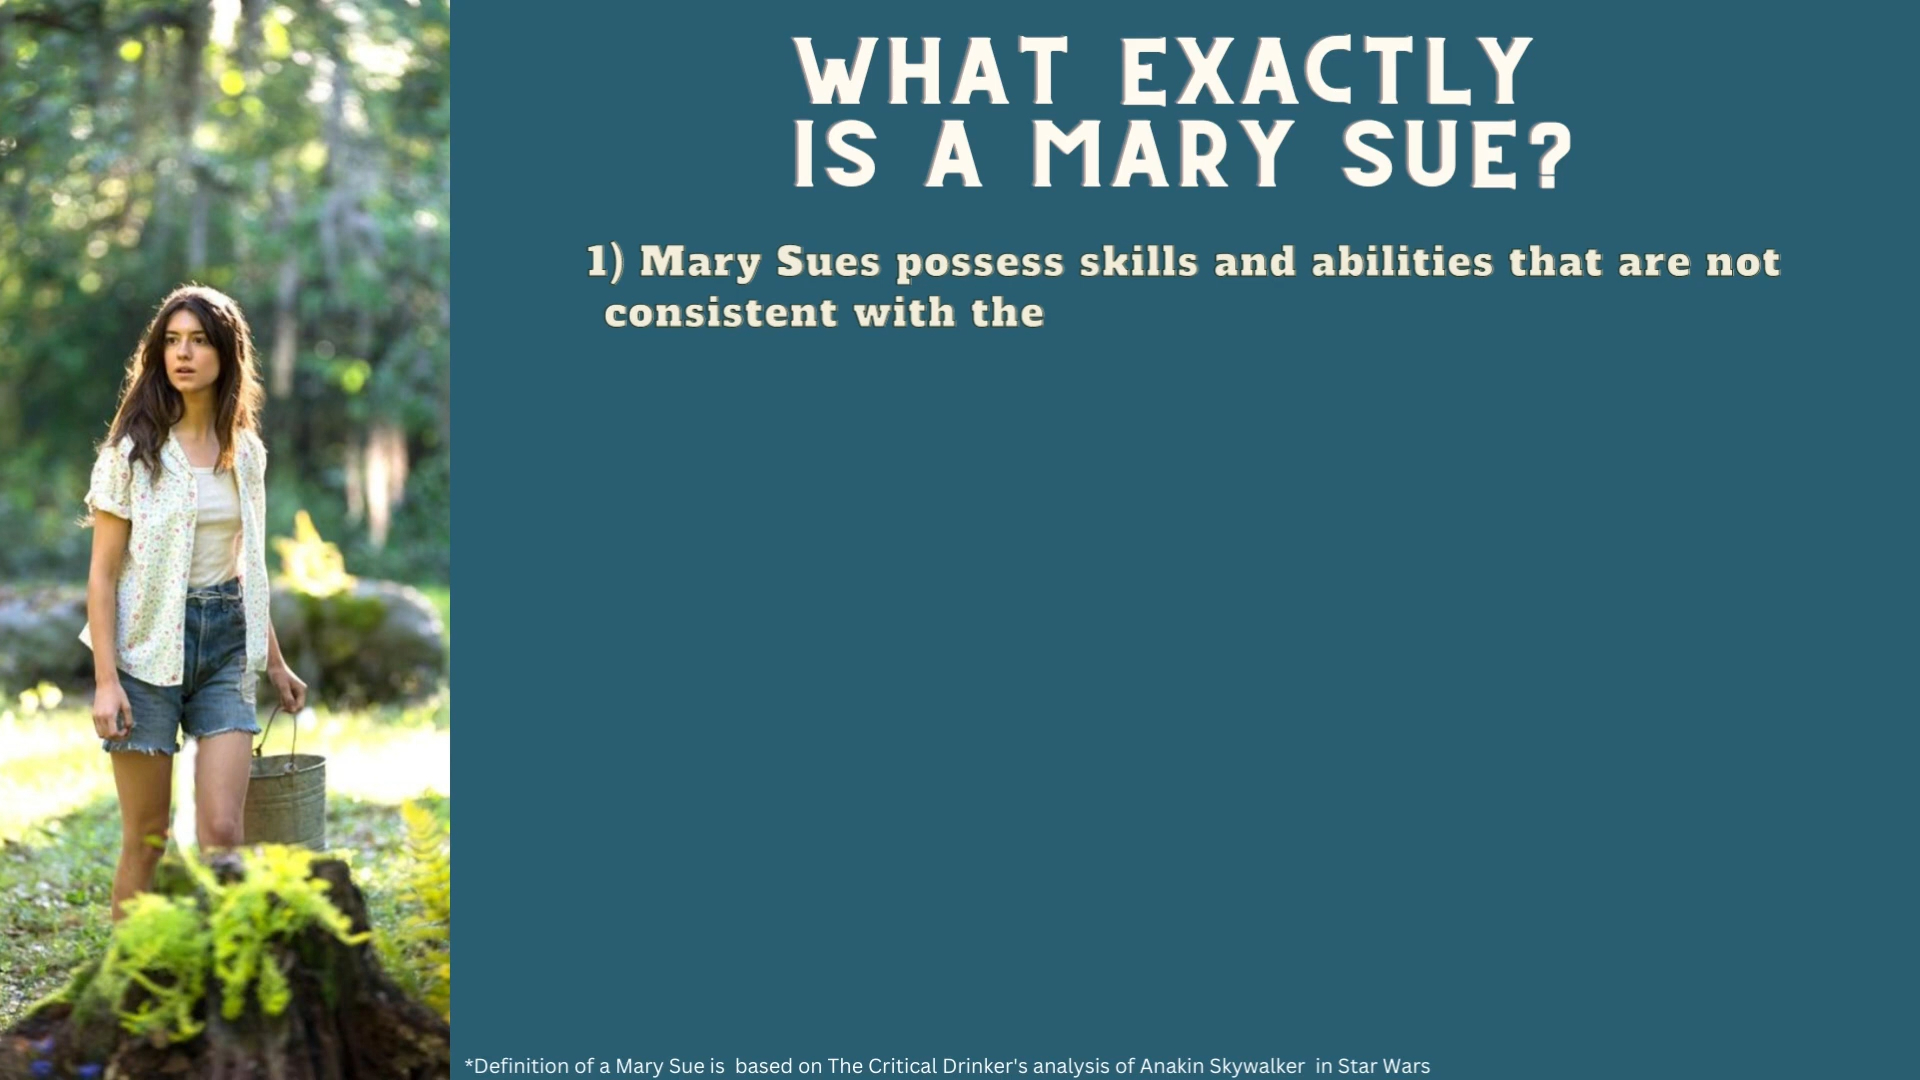 WHAT EXACTLY
IS A MARY SUE?
1) Mary Sues possess skills and abilities that are not
consistent with the
*Definition of a Mary Sue is based on The Critical Drinker's analysis of Anakin Skywalker in Star Wars